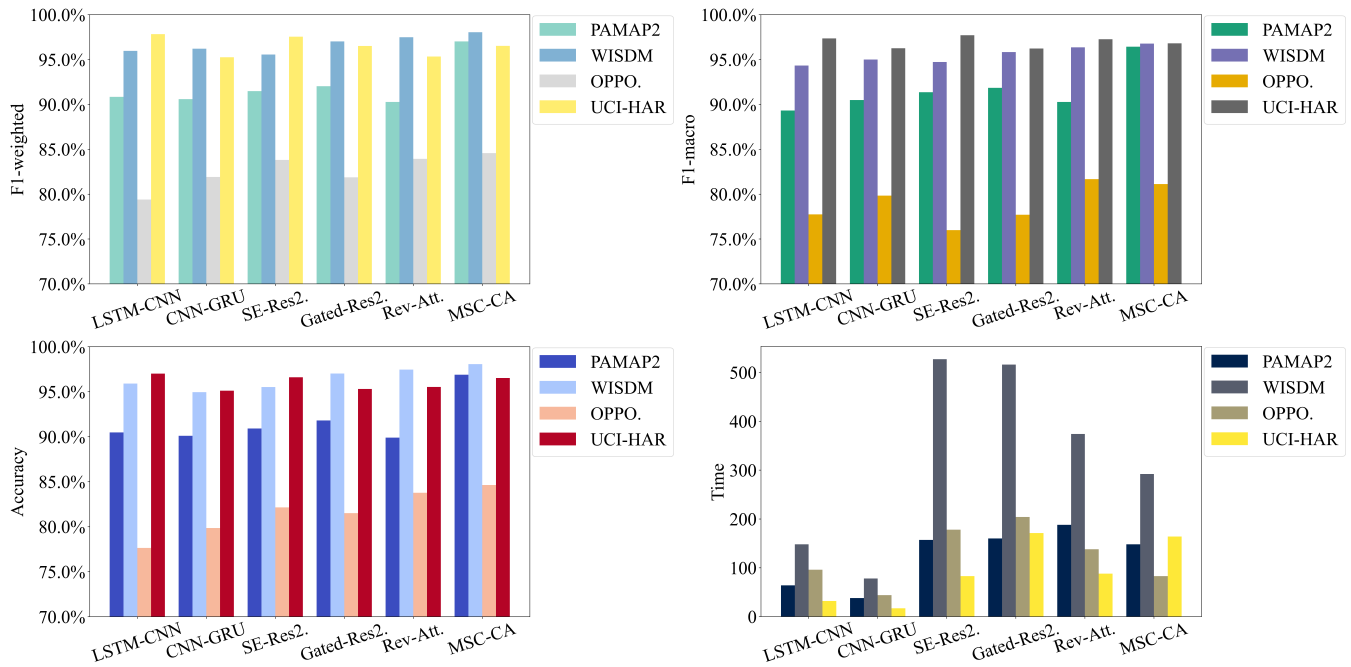 100.0%
95.0%
90.0%
85.0%
80.0%
75.0%
70.0%
F1-weighted
LSTM-CNN
CNN-GRU
SE-Res2.
Gated-Res2.
Rev-Att.
MSC-CA
PAMAP2
WISDM
OPPO.
UCI-HAR
100.0%
95.0%
90.0%
85.0%
80.0%
75.0%
70.0%
F1-macro
LSTM-CNN
CNN-GRU
SE-Res2.
Gated-Res2.
Rev-Att.
MSC-CA
PAMAP2
WISDM
OPPO.
UCI-HAR
100.0%
95.0%
90.0%
85.0%
80.0%
75.0%
70.0%
Accuracy
LSTM-CNN
CNN-GRU
SE-Res2.
Gated-Res2.
Rev-Att.
MSC-CA
PAMAP2
WISDM
OPPO.
UCI-HAR
500
400
300
200
100
0
Time
LSTM-CNN
CNN-GRU
SE-Res2.
Gated-Res2.
Rev-Att.
MSC-CA
PAMAP2
WISDM
OPPO.
UCI-HAR